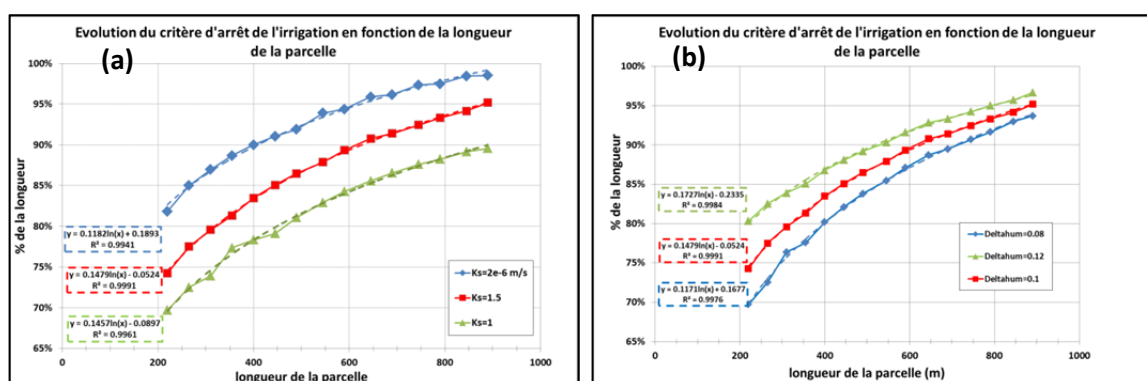 Evolution du critère d'arrêt de l'irrigation en fonction de la longueur
de la parcelle
(a)
% de la longueur
100%
95%
90%
85%
80%
75%
70%
65%
y = 0.1182ln(x) + 0.1893
R² = 0.9941
y = 0.1479ln(x) - 0.0524
R² = 0.9991
y = 0.1457ln(x) - 0.0897
R² = 0.9961
Ks=2e-6 m/s
Ks=1.5
Ks=1
0 200 400 600 800 1000
longueur de la parcelle
Evolution du critère d'arrêt de l'irrigation en fonction de la longueur
de la parcelle
(b)
% de la longueur
100%
95%
90%
85%
80%
75%
70%
65%
y = 0.1727ln(x) - 0.2335
R² = 0.9984
y = 0.1479ln(x) - 0.0524
R² = 0.9991
y = 0.1171ln(x) + 0.1677
R² = 0.9976
Deltahum=0.08
Deltahum=0.12
Deltahum=0.1
0 200 400 600 800 1000
longueur de la parcelle (m)